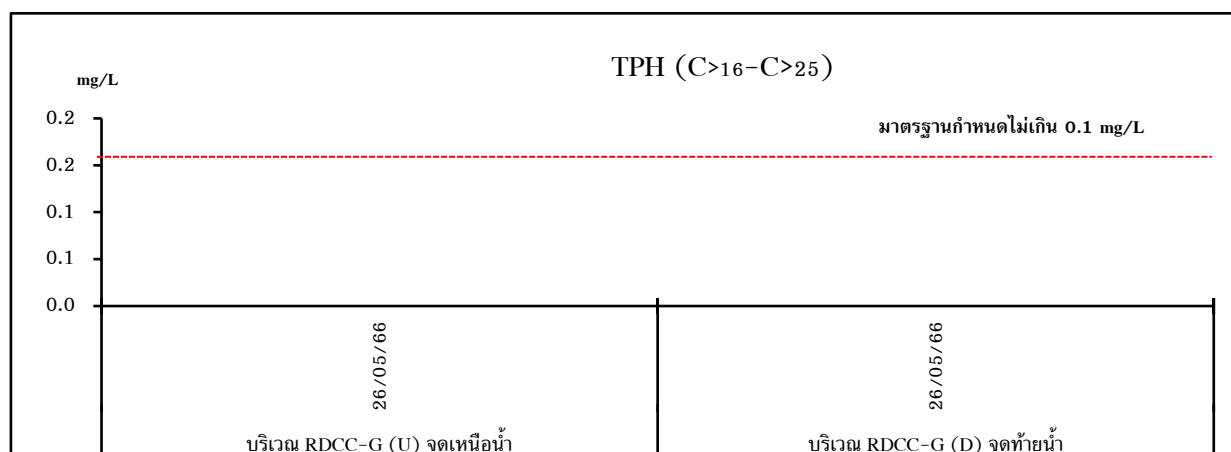 TPH (C>16-C>25)
mg/L
มาตรฐานกำหนดไม่เกิน 0.1 mg/L
0.2
0.2
0.1
0.1
0.0
26/05/66
26/05/66
บริเวณ RDCC-G (U) จุดเหนือน้ำ
บริเวณ RDCC-G (D) จุดท้ายน้ำ